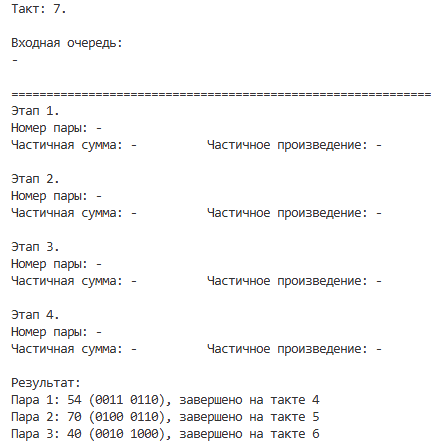 Такт: 7.
Входная очередь:
-
============================================================
Этап 1.
Номер пары: -
Частичная сумма: -          Частичное произведение: -
Этап 2.
Номер пары: -
Частичная сумма: -          Частичное произведение: -
Этап 3.
Номер пары: -
Частичная сумма: -          Частичное произведение: -
Этап 4.
Номер пары: -
Частичная сумма: -          Частичное произведение: -
Результат:
Пара 1: 54 (0011 0110), завершено на такте 4
Пара 2: 70 (0100 0110), завершено на такте 5
Пара 3: 40 (0010 1000), завершено на такте 6